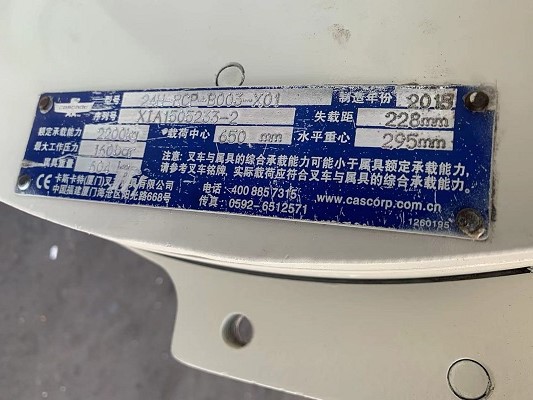 型号 24H-RCP-B003-X01 制造年份 2015
序列号 XIA1505233-2 失载距 228mm
额定承载能力 2200kg 载荷中心 650 mm 水平重心 295mm
最大工作压力 160bar 注意：叉车与属具的综合承载能力可能小于属具额定承载能力，
属具重量 请参考叉车铭牌，实际载荷应符合叉车与属具的综合承载能力。
CE 卡斯卡特(厦门)叉车属具有限公司 电话：400 885 7315
中国福建厦门海沧区阳光路668号 传真：0592-6512571 www.cascorp.com.cn
1260195